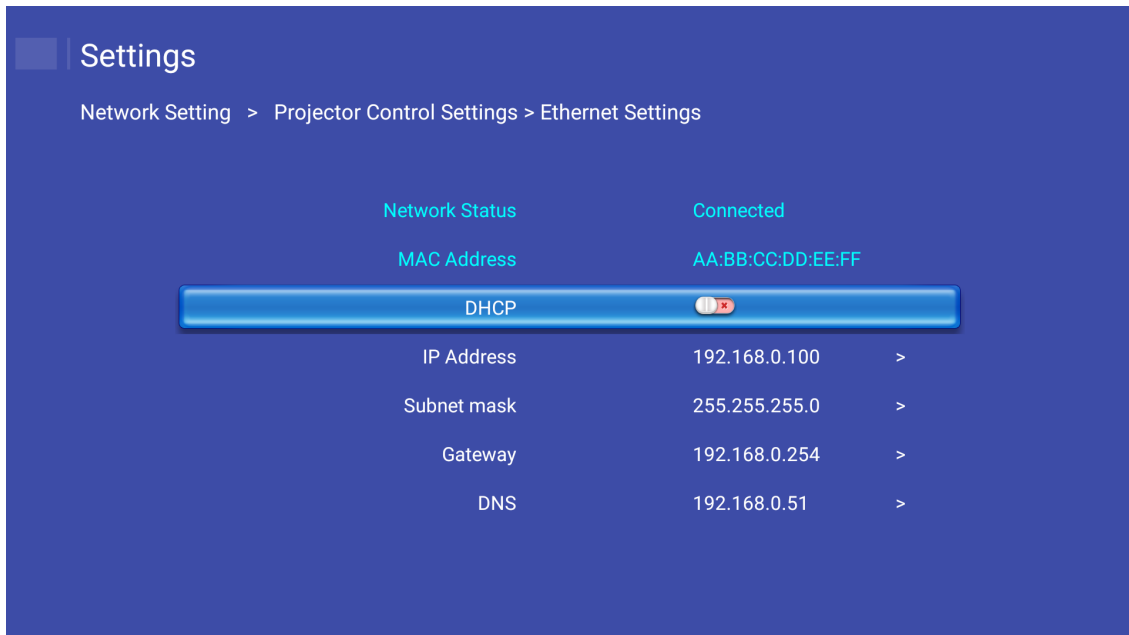 Settings
Network Setting > Projector Control Settings > Ethernet Settings
Network Status Connected
MAC Address AA:BB:CC:DD:EE:FF
DHCP
IP Address 192.168.0.100 >
Subnet mask 255.255.255.0 >
Gateway 192.168.0.254 >
DNS 192.168.0.51 >